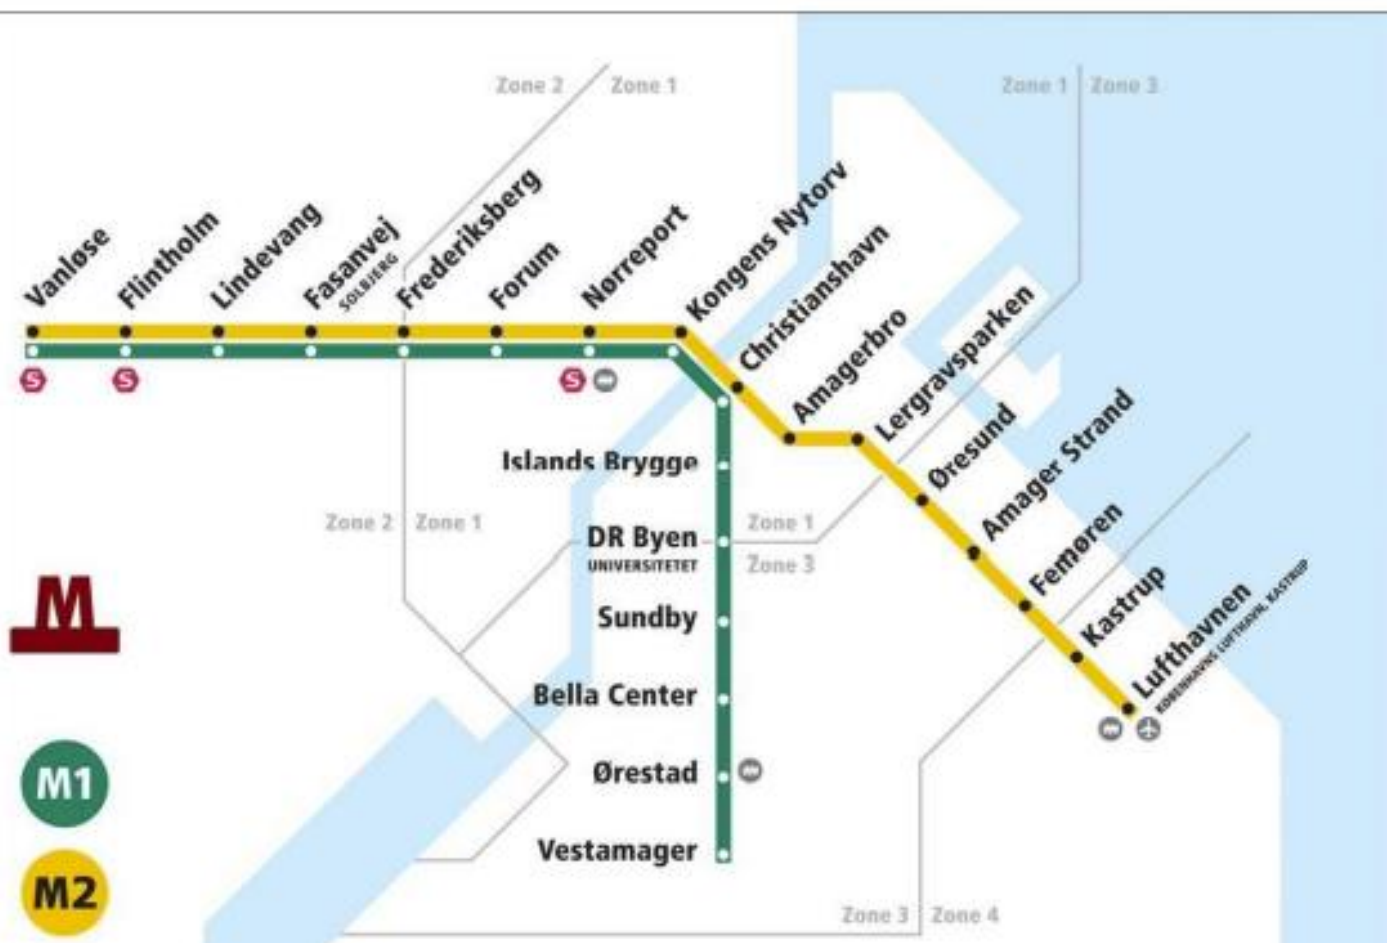 Zone 2
Zone 1
Zone 1
Zone 3
Vanløse
Flintholm
Lindevang
Fasanvej
SOLBJERG
Frederiksberg
Forum
Nørreport
Kongens Nytorv
Christianshavn
Amagerbro
Lergravsparken
Øresund
Amager Strand
Femøren
Kastrup
Lufthavnen
KØBENHAVNS LUFTHAVN, KASTRUP
S
S
S
Islands Brygge
Zone 2
Zone 1
DR Byen
UNIVERSITETET
Zone 1
Zone 3
Sundby
Bella Center
Ørestad
Vestamager
M
M1
M2
Zone 3
Zone 4